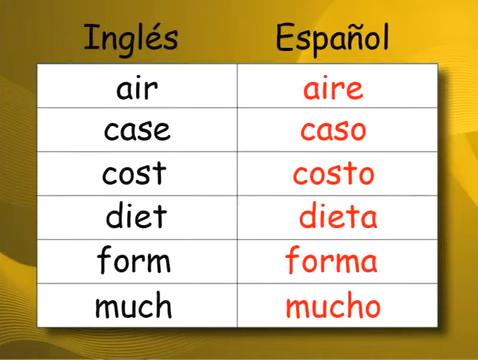 Inglés Español
air aire
case caso
cost costo
diet dieta
form forma
much mucho